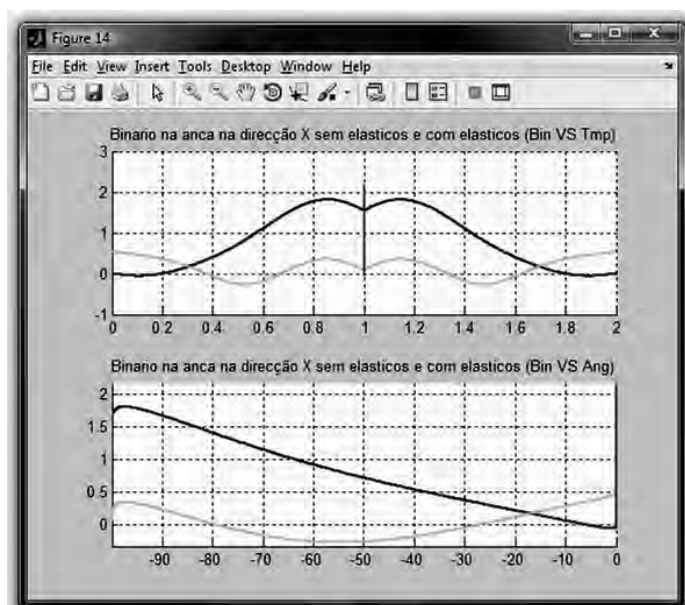 Figure 14
File Edit View Insert Tools Desktop Window Help
Binario na anca na direcção X sem elasticos e com elasticos (Bin VS Tmp)
3
2
1
0
-1
0 0.2 0.4 0.6 0.8 1 1.2 1.4 1.6 1.8 2
Binario na anca na direcção X sem elasticos e com elasticos (Bin VS Ang)
2
1.5
1
0.5
0
-90 -80 -70 -60 -50 -40 -30 -20 -10 0